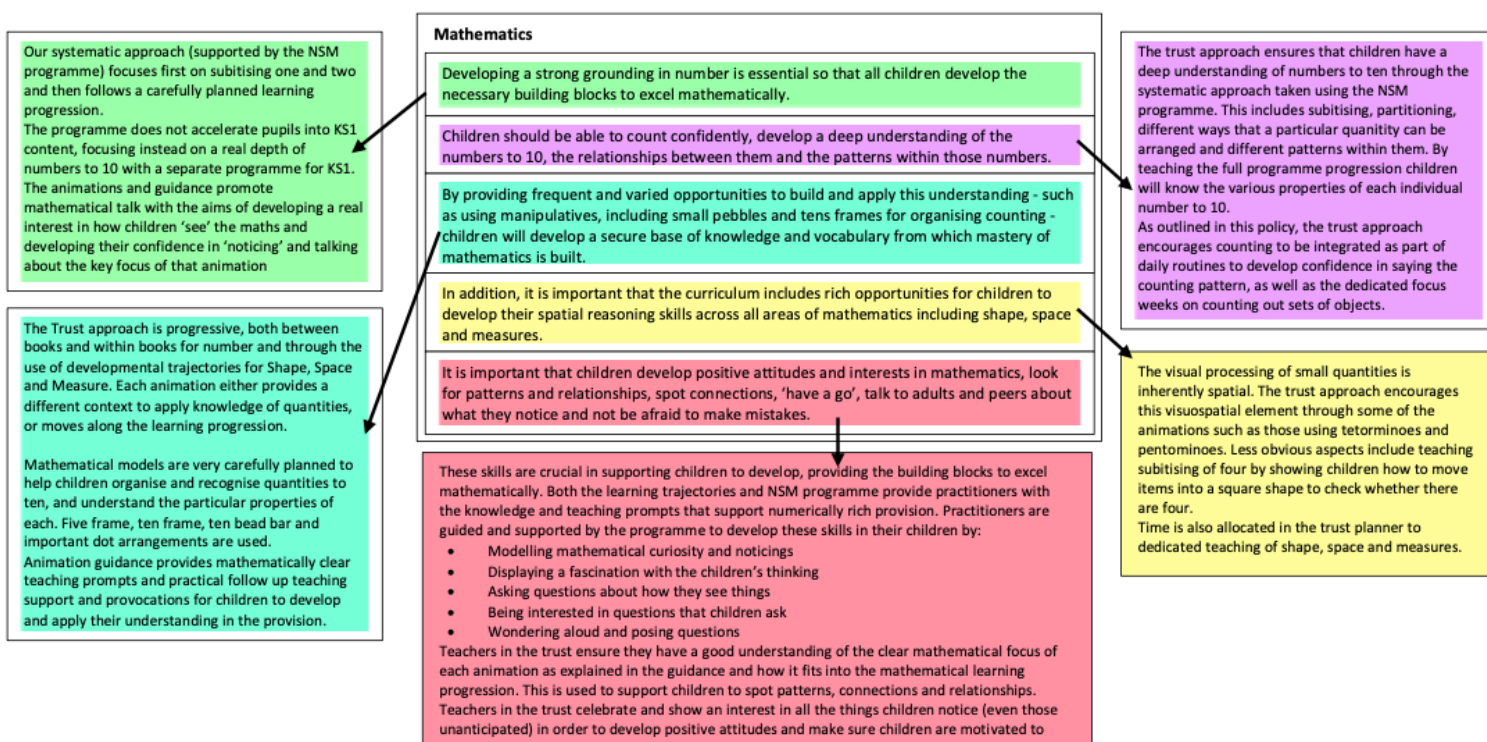 Mathematics
Developing a strong grounding in number is essential so that all children develop the
necessary building blocks to excel mathematically.
Children should be able to count confidently, develop a deep understanding of the
numbers to 10, the relationships between them and the patterns within those numbers.
By providing frequent and varied opportunities to build and apply this understanding - such
as using manipulatives, including small pebbles and tens frames for organising counting -
children will develop a secure base of knowledge and vocabulary from which mastery of
mathematics is built.
In addition, it is important that the curriculum includes rich opportunities for children to
develop their spatial reasoning skills across all areas of mathematics including shape, space
and measures.
It is important that children develop positive attitudes and interests in mathematics, look
for patterns and relationships, spot connections, ‘have a go’, talk to adults and peers about
what they notice and not be afraid to make mistakes.
Our systematic approach (supported by the NSM
programme) focuses first on subitising one and two
and then follows a carefully planned learning
progression.
The programme does not accelerate pupils into KS1
content, focusing instead on a real depth of
numbers to 10 with a separate programme for KS1.
The animations and guidance promote
mathematical talk with the aims of developing a real
interest in how children ‘see’ the maths and
developing their confidence in ‘noticing’ and talking
about the key focus of that animation
The trust approach ensures that children have a
deep understanding of numbers to ten through the
systematic approach taken using the NSM
programme. This includes subitising, partitioning,
different ways that a particular quanitity can be
arranged and different patterns within them. By
teaching the full programme progression children
will know the various properties of each individual
number to 10.
As outlined in this policy, the trust approach
encourages counting to be integrated as part of
daily routines to develop confidence in saying the
counting pattern, as well as the dedicated focus
weeks on counting out sets of objects.
The Trust approach is progressive, both between
books and within books for number and through the
use of developmental trajectories for Shape, Space
and Measure. Each animation either provides a
different context to apply knowledge of quantities,
or moves along the learning progression.
Mathematical models are very carefully planned to
help children organise and recognise quantities to
ten, and understand the particular properties of
each. Five frame, ten frame, ten bead bar and
important dot arrangements are used.
Animation guidance provides mathematically clear
teaching prompts and practical follow up teaching
support and provocations for children to develop
and apply their understanding in the provision.
The visual processing of small quantities is
inherently spatial. The trust approach encourages
this visuospatial element through some of the
animations such as those using tetorminoes and
pentominoes. Less obvious aspects include teaching
subitising of four by showing children how to move
items into a square shape to check whether there
are four.
Time is also allocated in the trust planner to
dedicated teaching of shape, space and measures.
These skills are crucial in supporting children to develop, providing the building blocks to excel
mathematically. Both the learning trajectories and NSM programme provide practitioners with
the knowledge and teaching prompts that support numerically rich provision. Practitioners are
guided and supported by the programme to develop these skills in their children by:
• Modelling mathematical curiosity and noticings
• Displaying a fascination with the children’s thinking
• Asking questions about how they see things
• Being interested in questions that children ask
• Wondering aloud and posing questions
Teachers in the trust ensure they have a good understanding of the clear mathematical focus of
each animation as explained in the guidance and how it fits into the mathematical learning
progression. This is used to support children to spot patterns, connections and relationships.
Teachers in the trust celebrate and show an interest in all the things children notice (even those
unanticipated) in order to develop positive attitudes and make sure children are motivated to